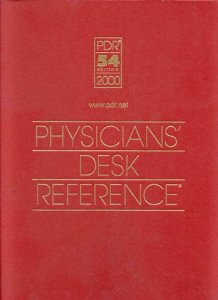 PDR®
54
EDITION
2000
www.pdr.net
PHYSICIANS'
DESK
REFERENCE®